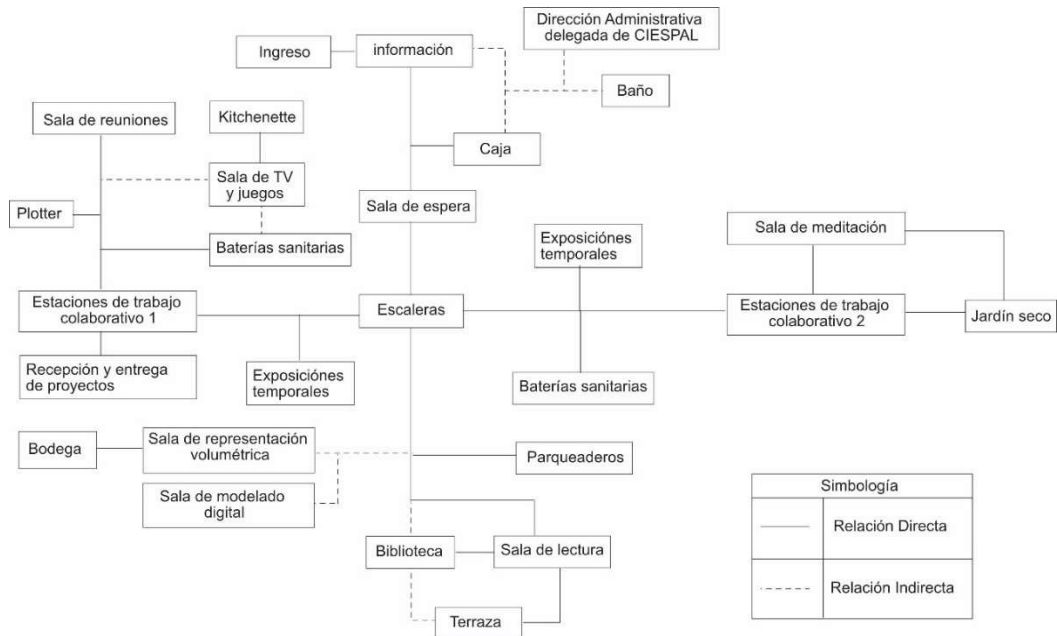 Dirección Administrativa
delegada de CIESPAL
Ingreso
información
Baño
Sala de reuniones
Kitchenette
Caja
Sala de TV
y juegos
Plotter
Sala de espera
Baterías sanitarias
Exposiciónes
temporales
Sala de meditación
Estaciones de trabajo
colaborativo 1
Escaleras
Estaciones de trabajo
colaborativo 2
Jardín seco
Recepción y entrega
de proyectos
Exposiciónes
temporales
Baterías sanitarias
Bodega
Sala de representación
volumétrica
Parqueaderos
Sala de modelado
digital
Biblioteca
Sala de lectura
Terraza
Simbología
Relación Directa
Relación Indirecta